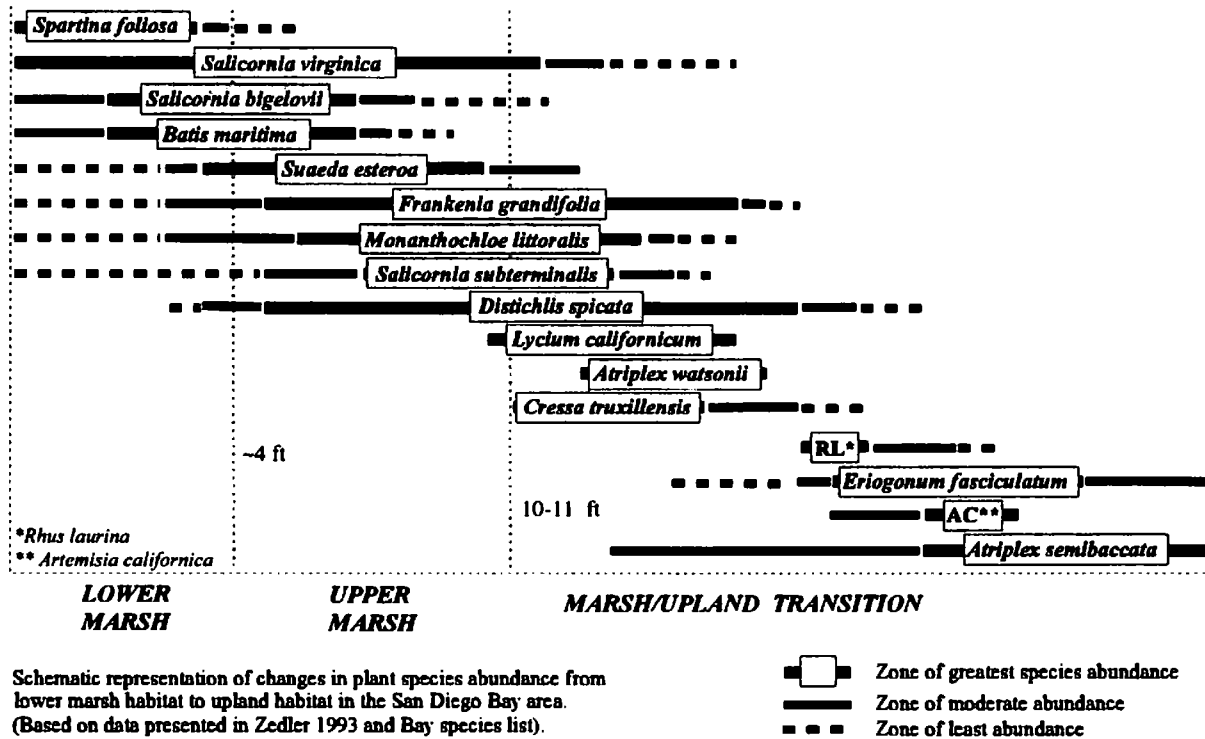 Spartina foliosa
Salicornia virginica
Salicornia bigelovii
Batis maritima
Suaeda esteroa
Frankenia grandifolia
Monanthochloe littoralis
Salicornia subterminalis
Distichlis spicata
Lycium californicum
Atriplex watsonii
Cressa truxillensis
~4 ft
RL*
Eriogonum fasciculatum
10-11 ft
AC**
*Rhus laurina
** Artemisia californica
Atriplex semibaccata
LOWER
MARSH
UPPER
MARSH
MARSH/UPLAND TRANSITION
Schematic representation of changes in plant species abundance from
lower marsh habitat to upland habitat in the San Diego Bay area.
(Based on data presented in Zedler 1993 and Bay species list).
Zone of greatest species abundance
Zone of moderate abundance
Zone of least abundance